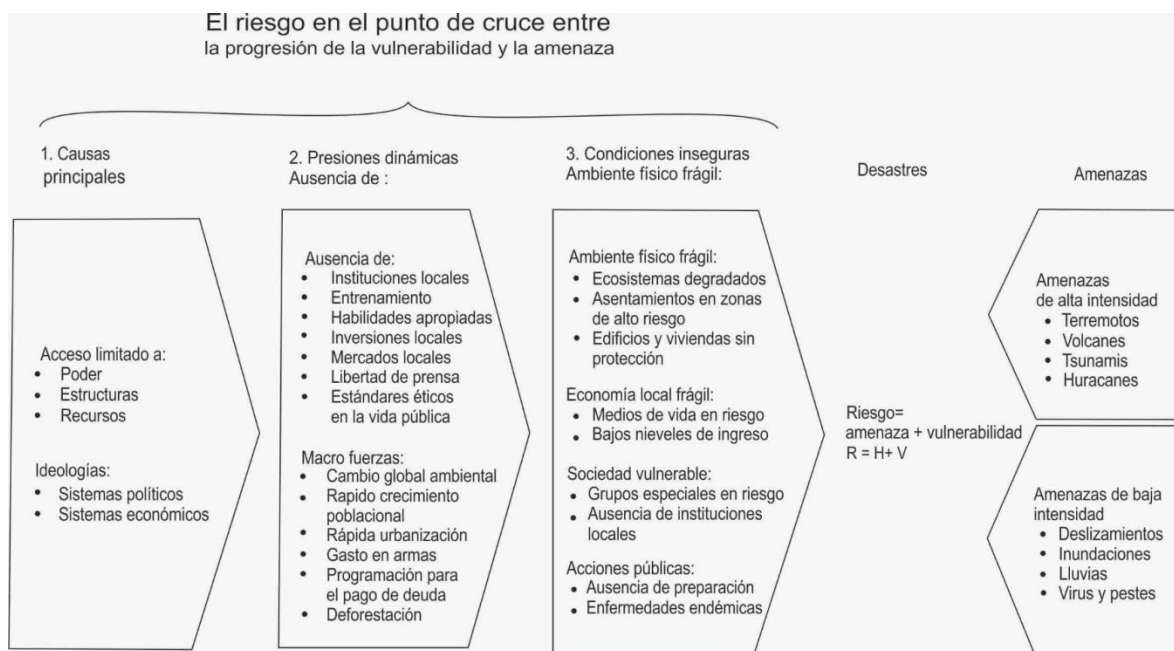 El riesgo en el punto de cruce entre
la progresión de la vulnerabilidad y la amenaza
1. Causas
principales
2. Presiones dinámicas
Ausencia de :
3. Condiciones inseguras
Ambiente físico frágil:
Desastres
Amenazas
Acceso limitado a:
• Poder
• Estructuras
• Recursos
Ideologías:
• Sistemas políticos
• Sistemas económicos
Ausencia de:
• Instituciones locales
• Entrenamiento
• Habilidades apropiadas
• Inversiones locales
• Mercados locales
• Libertad de prensa
• Estándares éticos
en la vida pública
Macro fuerzas:
• Cambio global ambiental
• Rapido crecimiento
poblacional
• Rápida urbanización
• Gasto en armas
• Programación para
el pago de deuda
• Deforestación
Ambiente físico frágil:
• Ecosistemas degradados
• Asentamientos en zonas
de alto riesgo
• Edificios y viviendas sin
protección
Economía local frágil:
• Medios de vida en riesgo
• Bajos nieveles de ingreso
Sociedad vulnerable:
• Grupos especiales en riesgo
• Ausencia de instituciones
locales
Acciones públicas:
• Ausencia de preparación
• Enfermedades endémicas
Riesgo=
amenaza + vulnerabilidad
R = H+ V
Amenazas
de alta intensidad
• Terremotos
• Volcanes
• Tsunamis
• Huracanes
Amenazas de baja
intensidad
• Deslizamientos
• Inundaciones
• Lluvias
• Virus y pestes